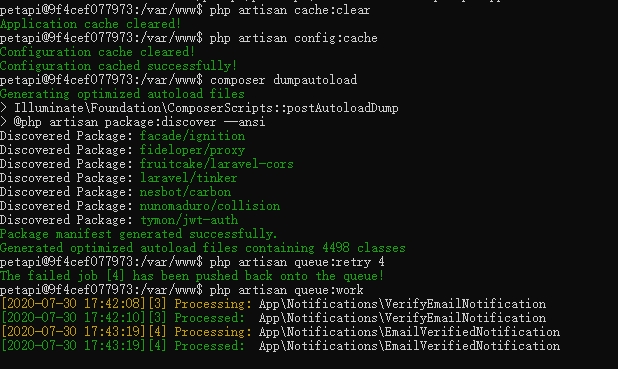 petapi@9f4cef077973:/var/www$ php artisan cache:clear
Application cache cleared!
petapi@9f4cef077973:/var/www$ php artisan config:cache
Configuration cache cleared!
Configuration cached successfully!
petapi@9f4cef077973:/var/www$ composer dumpautoload
Generating optimized autoload files
> Illuminate\Foundation\ComposerScripts::postAutoloadDump
> @php artisan package:discover --ansi
Discovered Package: facade/ignition
Discovered Package: fideloper/proxy
Discovered Package: fruitcake/laravel-cors
Discovered Package: laravel/tinker
Discovered Package: nesbot/carbon
Discovered Package: nunomaduro/collision
Discovered Package: tymon/jwt-auth
Package manifest generated successfully.
Generated optimized autoload files containing 4498 classes
petapi@9f4cef077973:/var/www$ php artisan queue:retry 4
The failed job [4] has been pushed back onto the queue!
petapi@9f4cef077973:/var/www$ php artisan queue:work
[2020-07-30 17:42:08][3] Processing: App\Notifications\VerifyEmailNotification
[2020-07-30 17:42:10][3] Processed:  App\Notifications\VerifyEmailNotification
[2020-07-30 17:43:19][4] Processing: App\Notifications\EmailVerifiedNotification
[2020-07-30 17:43:19][4] Processed:  App\Notifications\EmailVerifiedNotification